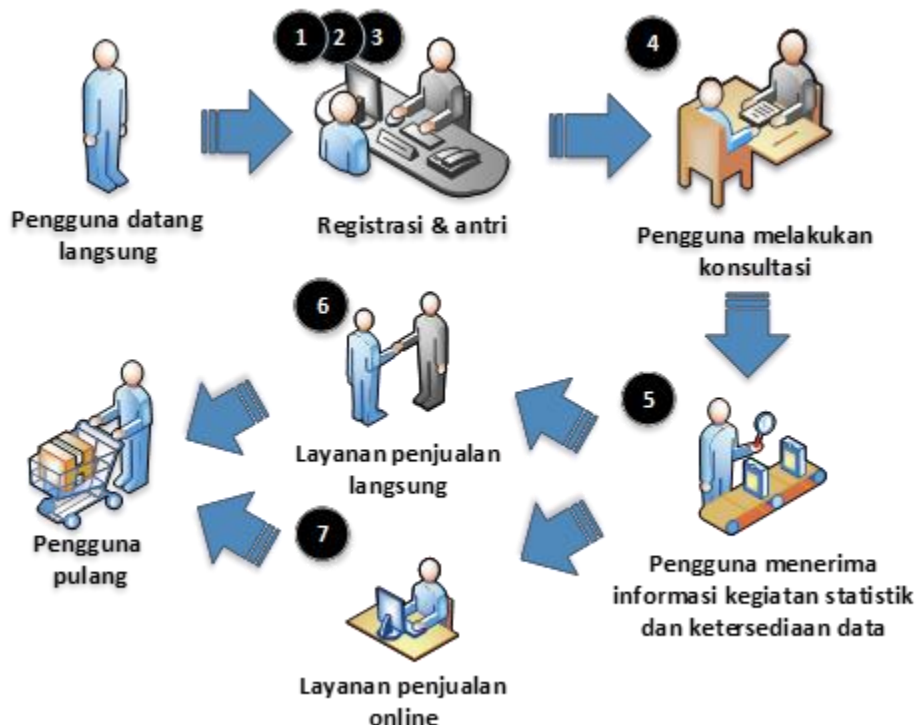 1 2 3
4
Pengguna datang
langsung
Registrasi & antri
Pengguna melakukan
konsultasi
6
5
Layanan penjualan
langsung
7
Pengguna
pulang
Pengguna menerima
informasi kegiatan statistik
dan ketersediaan data
Layanan penjualan
online